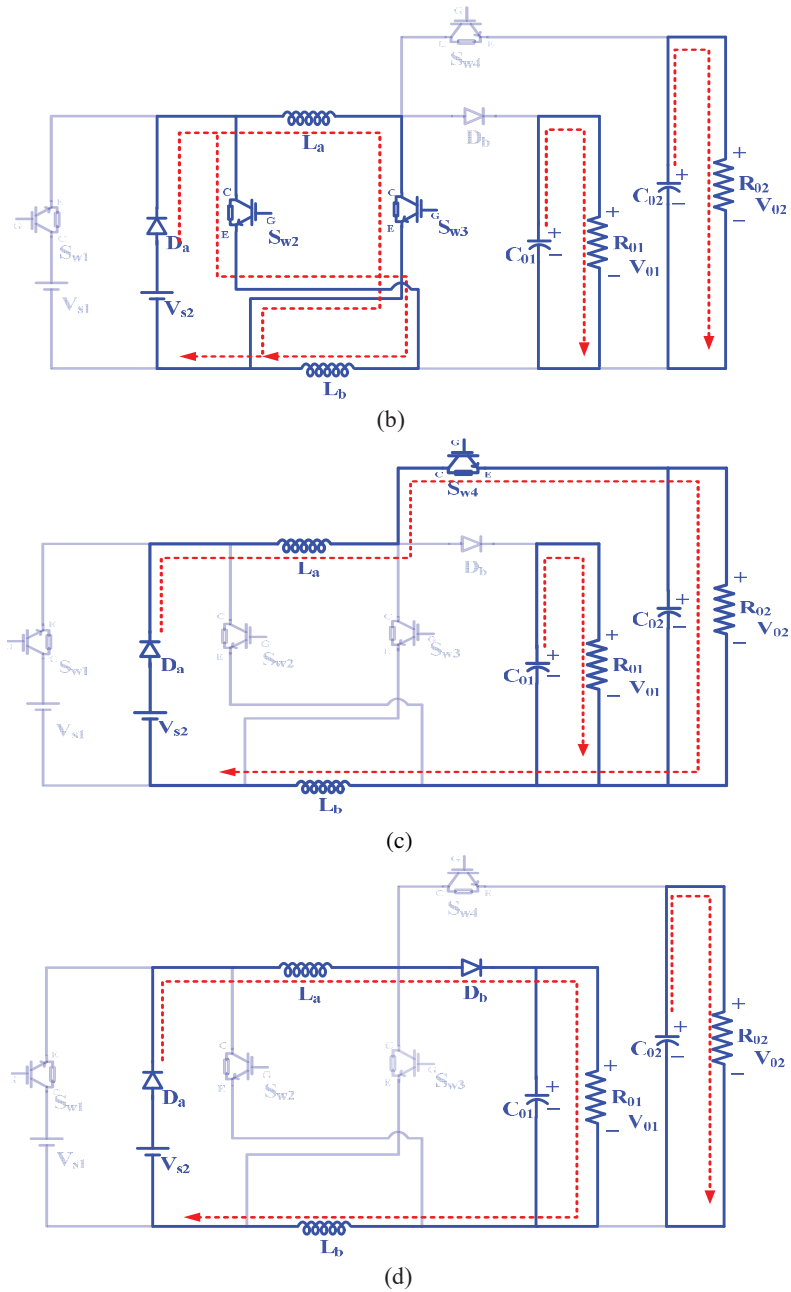 G
C E
Sw4
La
Db
C
G
E
Sw2
C
G
E
Sw3
E
G
C
Sw1
Da
Vs1
Vs2
Lb
+
C01 −
+
R01
V01
−
+
C02 −
+
R02
V02
−
(b)
G
C E
Sw4
La
Db
C
G
E
Sw2
C
G
E
Sw3
E
G
C
Sw1
Da
Vs1
Vs2
Lb
+
C01 −
+
R01
V01
−
+
C02 −
+
R02
V02
−
(c)
G
C E
Sw4
La
Db
C
G
E
Sw2
C
G
E
Sw3
E
G
C
Sw1
Da
Vs1
Vs2
Lb
+
C01 −
+
R01
V01
−
+
C02 −
+
R02
V02
−
(d)